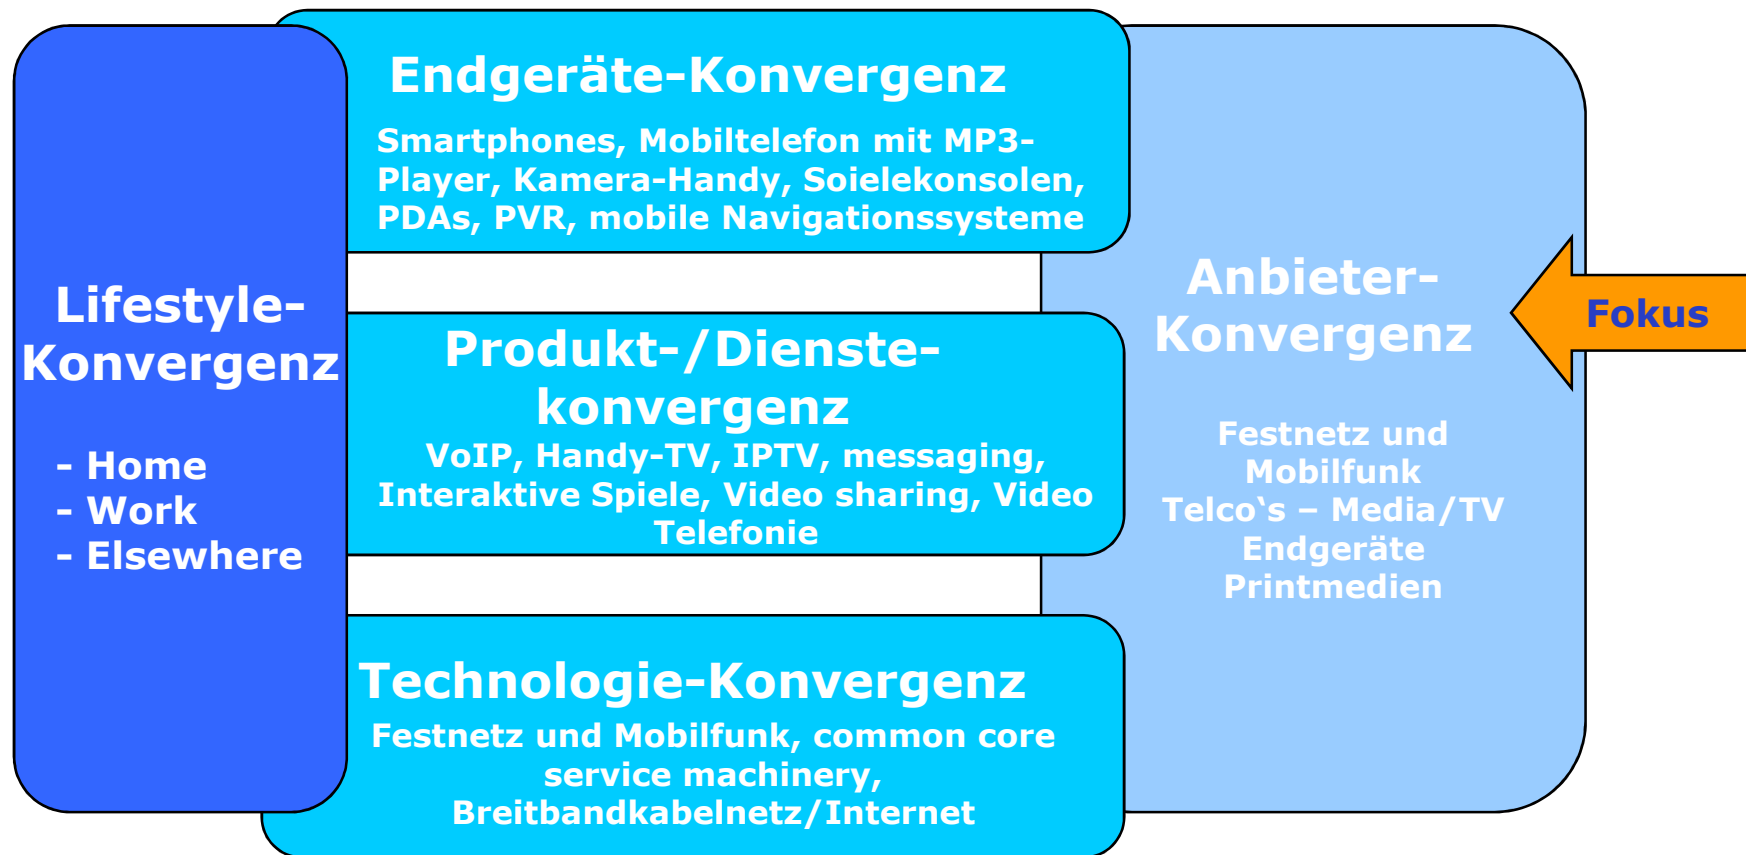 Lifestyle-
Konvergenz
- Home
- Work
- Elsewhere
Endgeräte-Konvergenz
Smartphones, Mobiltelefon mit MP3-
Player, Kamera-Handy, Soielekonsolen,
PDAs, PVR, mobile Navigationssysteme
Produkt-/Dienste-
konvergenz
VoIP, Handy-TV, IPTV, messaging,
Interaktive Spiele, Video sharing, Video
Telefonie
Technologie-Konvergenz
Festnetz und Mobilfunk, common core
service machinery,
Breitbandkabelnetz/Internet
Anbieter-
Konvergenz
Festnetz und
Mobilfunk
Telco‘s – Media/TV
Endgeräte
Printmedien
Fokus